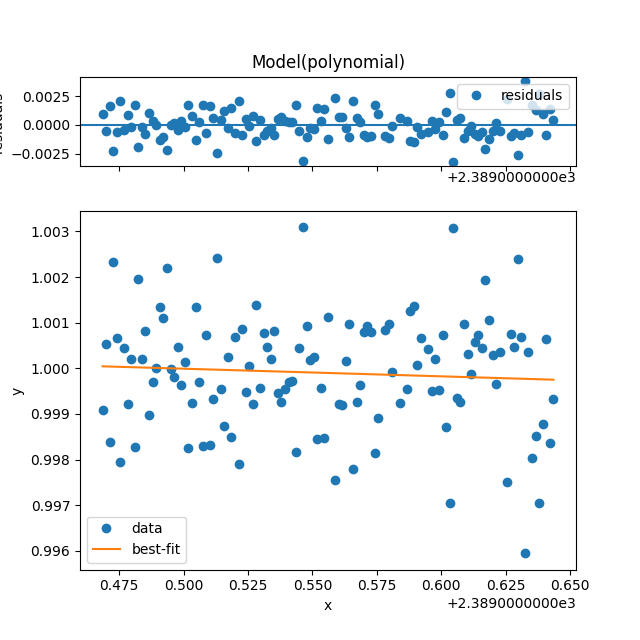 Model(polynomial)
0.0025
0.0000
−0.0025
residuals
residuals
+2.3890000000e3
1.003
1.002
1.001
1.000
0.999
0.998
0.997
0.996
y
data
best-fit
0.475 0.500 0.525 0.550 0.575 0.600 0.625 0.650
x
+2.3890000000e3